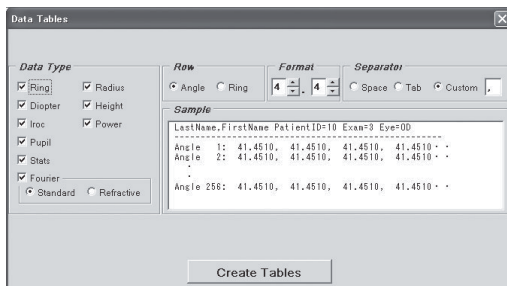 Data Tables
Data Type
Ring
Radius
Diopter
Height
Iroc
Power
Pupil
Stats
Fourier
Standard
Refractive
Row
Angle
Ring
Format
4 . 4
Separator
Space
Tab
Custom ,
Sample
LastName.FirstName PatientID=10 Exam=3 Eye=OD
--------------------------------------------------
Angle 1: 41.4510, 41.4510, 41.4510, 41.4510 · ·
Angle 2: 41.4510, 41.4510, 41.4510, 41.4510 · ·
.
.
Angle 256: 41.4510, 41.4510, 41.4510, 41.4510 · ·
Create Tables